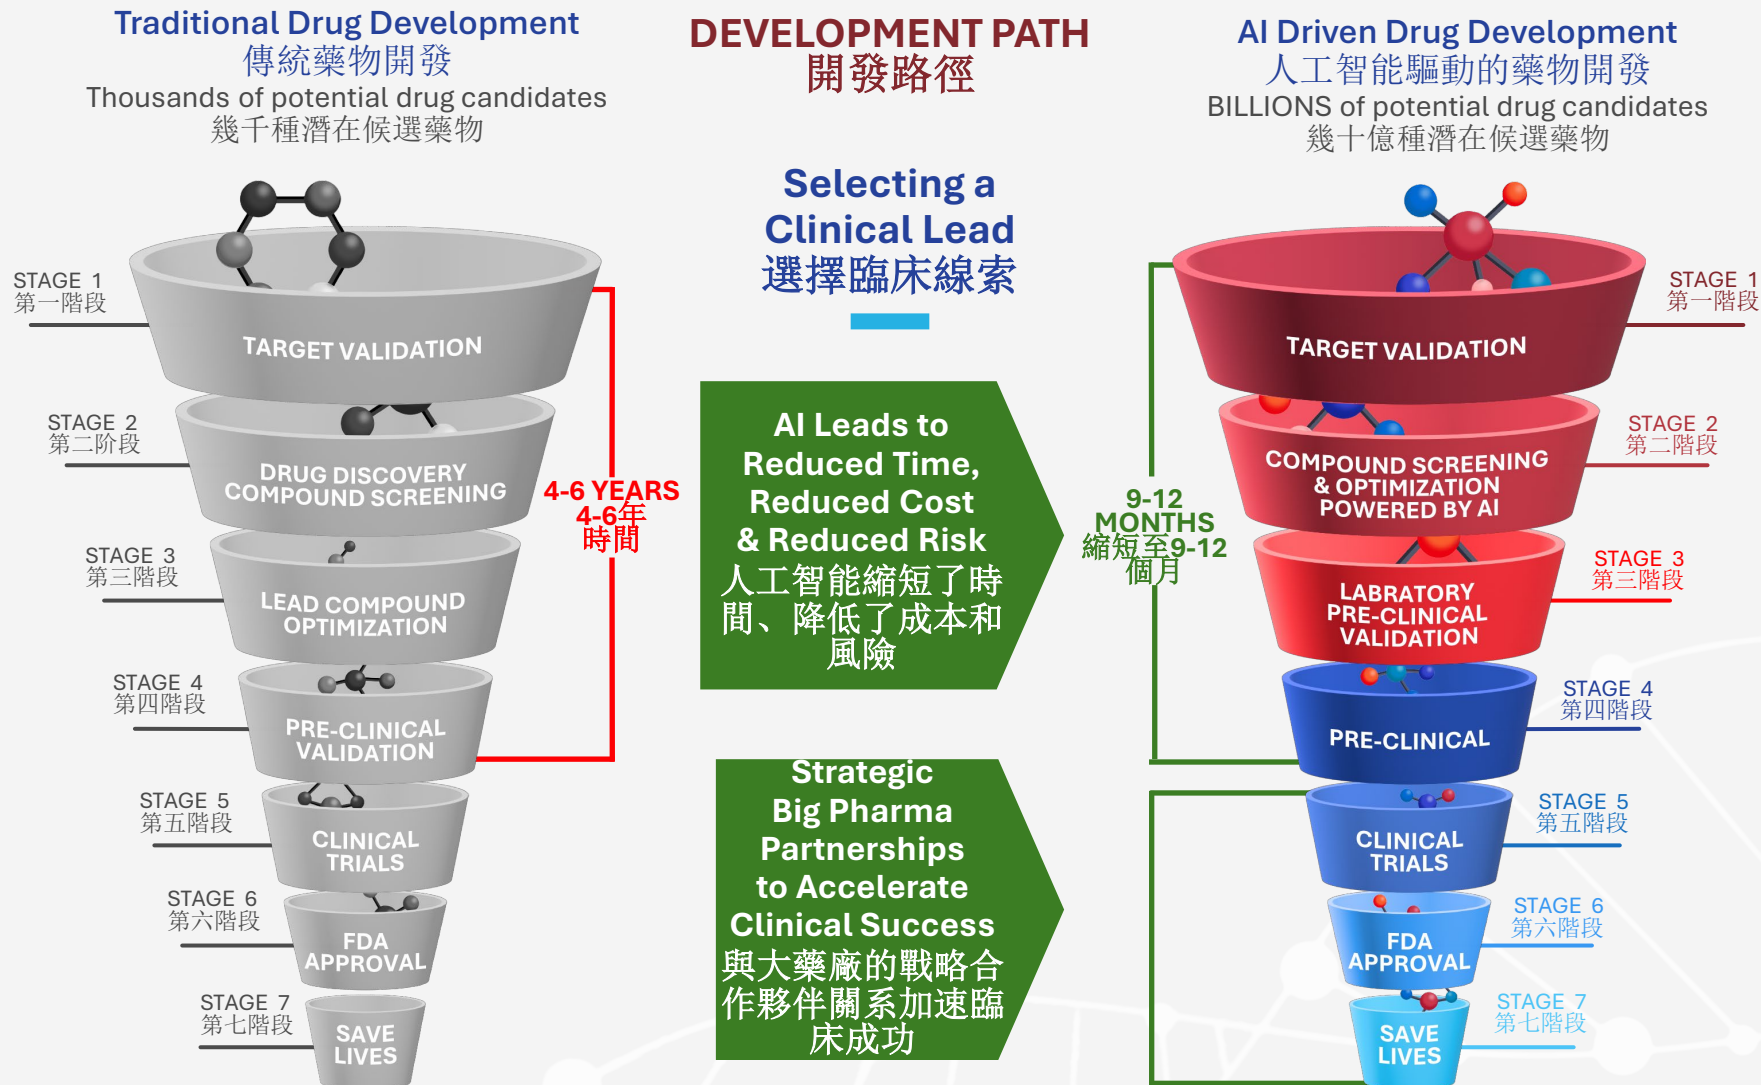 Traditional Drug Development
傳統藥物開發
Thousands of potential drug candidates
幾千種潛在候選藥物
STAGE 1
第一階段
TARGET VALIDATION
STAGE 2
第二阶段
DRUG DISCOVERY
COMPOUND SCREENING
STAGE 3
第三階段
LEAD COMPOUND
OPTIMIZATION
STAGE 4
第四階段
PRE-CLINICAL
VALIDATION
STAGE 5
第五階段
CLINICAL
TRIALS
STAGE 6
第六階段
FDA
APPROVAL
STAGE 7
第七階段
SAVE
LIVES
4-6 YEARS
4-6年
時間
DEVELOPMENT PATH
開發路徑
Selecting a
Clinical Lead
選擇臨床線索
AI Leads to
Reduced Time,
Reduced Cost
& Reduced Risk
人工智能縮短了時
間、降低了成本和
風險
Strategic
Big Pharma
Partnerships
to Accelerate
Clinical Success
與大藥廠的戰略合
作夥伴關系加速臨
床成功
AI Driven Drug Development
人工智能驅動的藥物開發
BILLIONS of potential drug candidates
幾十億種潛在候選藥物
9-12
MONTHS
縮短至9-12
個月
STAGE 1
第一階段
TARGET VALIDATION
STAGE 2
第二階段
COMPOUND SCREENING
& OPTIMIZATION
POWERED BY AI
STAGE 3
第三階段
LABRATORY
PRE-CLINICAL
VALIDATION
STAGE 4
第四階段
PRE-CLINICAL
STAGE 5
第五階段
CLINICAL
TRIALS
STAGE 6
第六階段
FDA
APPROVAL
STAGE 7
第七階段
SAVE
LIVES